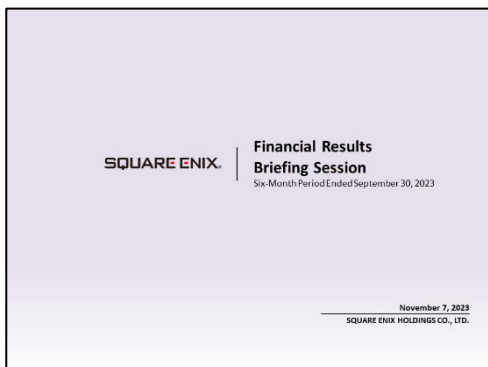 SQUARE ENIX.
Financial Results
Briefing Session
Six-Month Period Ended September 30, 2023
November 7, 2023
SQUARE ENIX HOLDINGS CO., LTD.